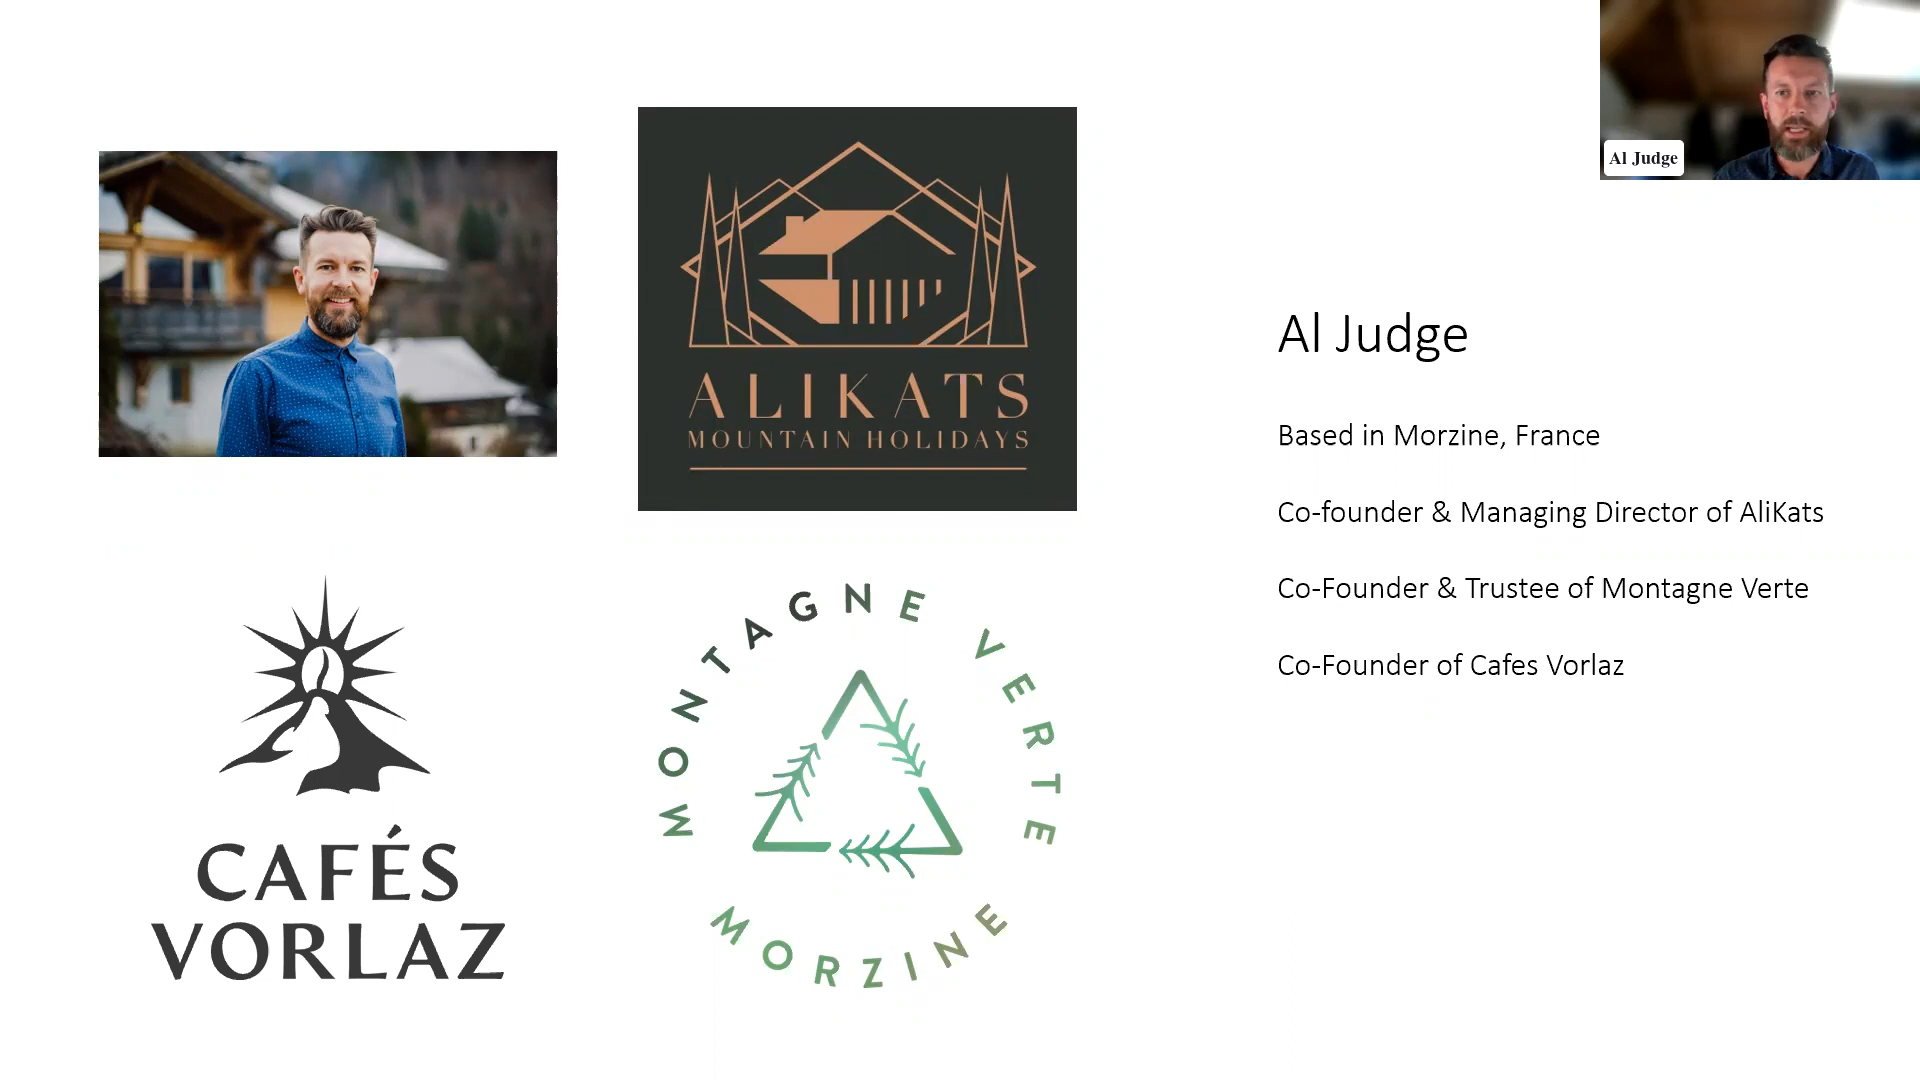 Al Judge
ALIKATS
MOUNTAIN HOLIDAYS
Al Judge
Based in Morzine, France
Co-founder & Managing Director of AliKats
Co-Founder & Trustee of Montagne Verte
Co-Founder of Cafes Vorlaz
CAFÉS
VORLAZ
MONTAGNE VERTE
MORZINE